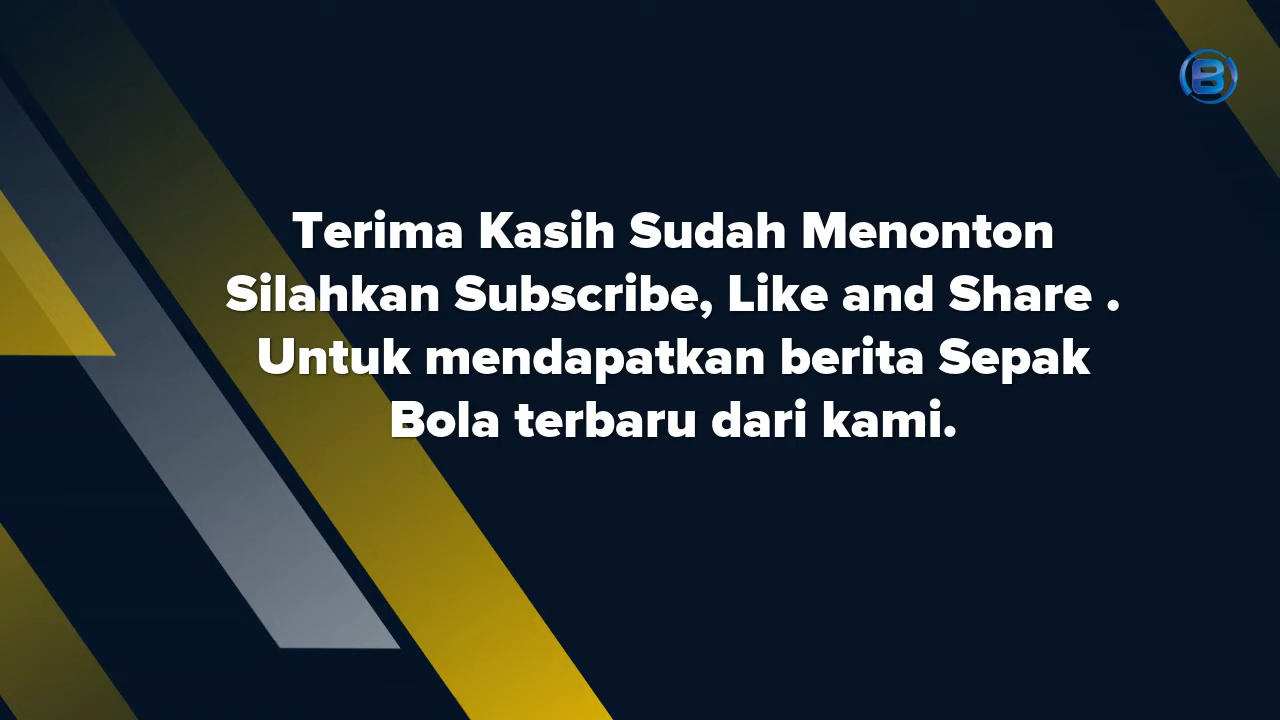 B
Terima Kasih Sudah Menonton
Silahkan Subscribe, Like and Share .
Untuk mendapatkan berita Sepak
Bola terbaru dari kami.